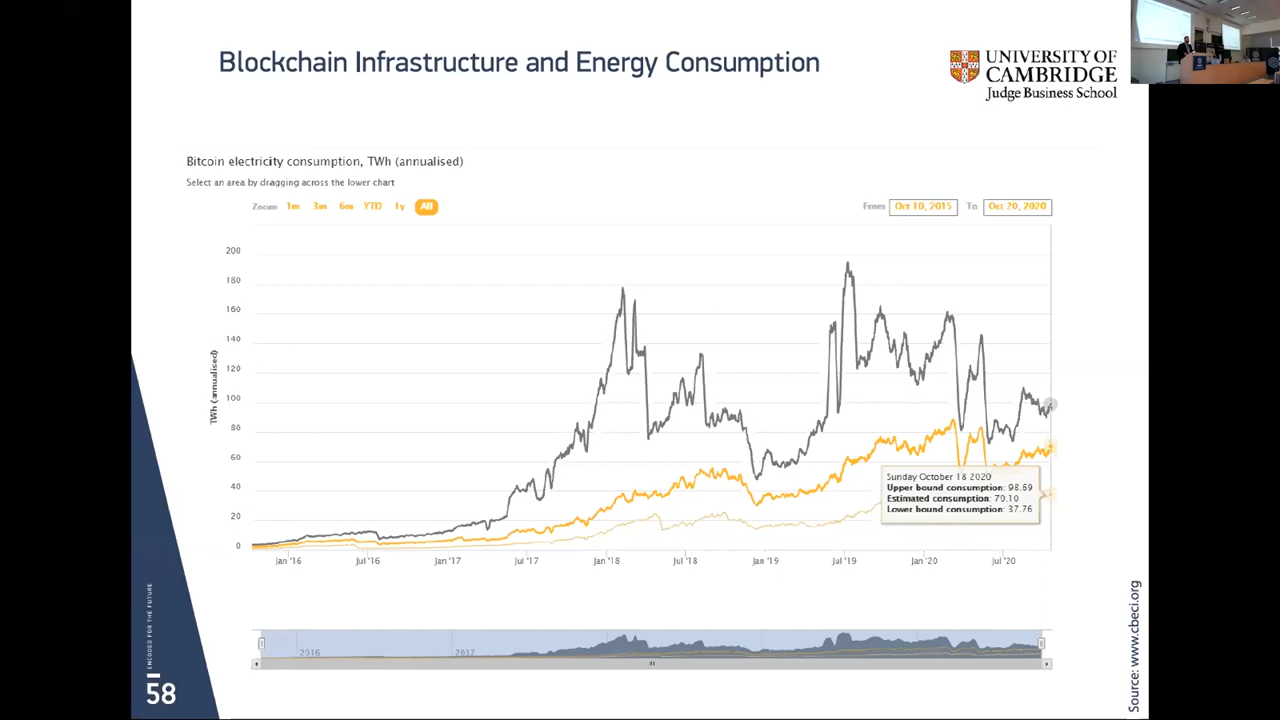 Blockchain Infrastructure and Energy Consumption
UNIVERSITY OF
CAMBRIDGE
Judge Business School
Bitcoin electricity consumption, TWh (annualised)
Select an area by dragging across the lower chart
Zoom 1m 3m 6m YTD 1y All
From Oct 10, 2015 To Oct 20, 2020
TWh (annualised)
200
180
160
140
120
100
80
60
40
20
0
Sunday October 18 2020
Upper bound consumption: 98.69
Estimated consumption: 70.10
Lower bound consumption: 37.76
Jan '16 Jul '16 Jan '17 Jul '17 Jan '18 Jul '18 Jan '19 Jul '19 Jan '20 Jul '20
2016 2017
ENCODED FOR THE FUTURE
58
Source: www.cbeci.org